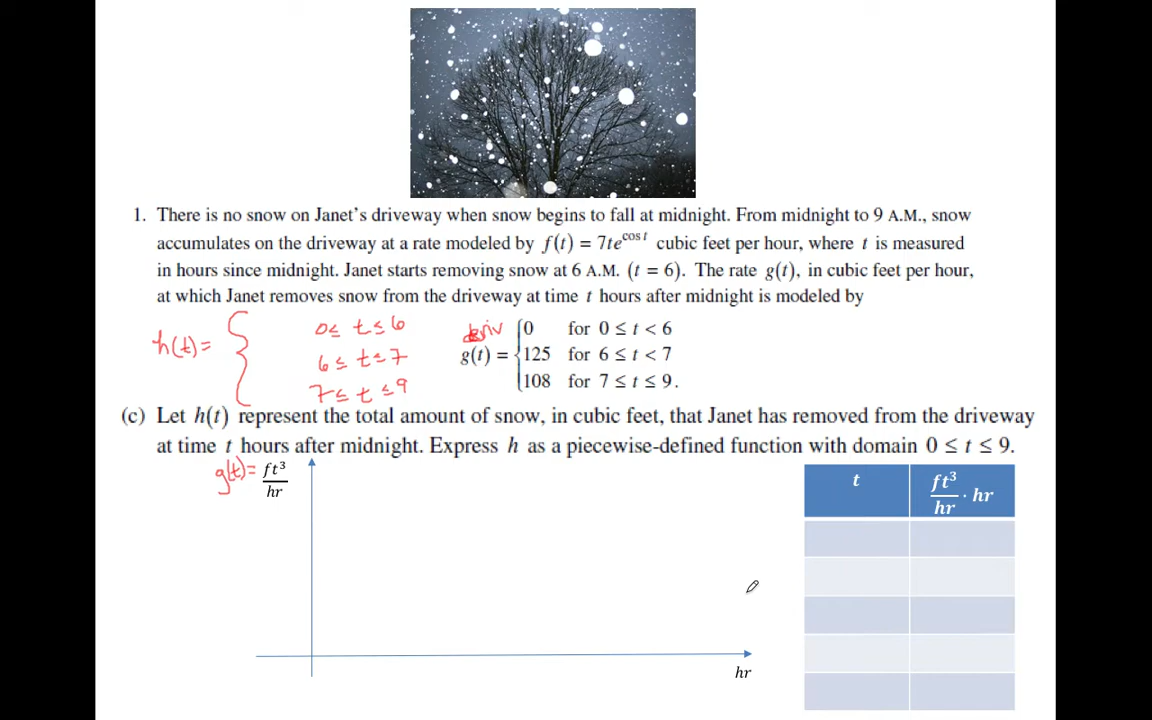 1. There is no snow on Janet's driveway when snow begins to fall at midnight. From midnight to 9 A.M., snow
accumulates on the driveway at a rate modeled by f(t) = 7te^{cos t} cubic feet per hour, where t is measured
in hours since midnight. Janet starts removing snow at 6 A.M. (t = 6). The rate g(t), in cubic feet per hour,
at which Janet removes snow from the driveway at time t hours after midnight is modeled by
h(t) = {
0 ≤ t ≤ 6
6 ≤ t ≤ 7
7 ≤ t ≤ 9
deriv
g(t) = {
0 for 0 ≤ t < 6
125 for 6 ≤ t < 7
108 for 7 ≤ t ≤ 9.
(c) Let h(t) represent the total amount of snow, in cubic feet, that Janet has removed from the driveway
at time t hours after midnight. Express h as a piecewise-defined function with domain 0 ≤ t ≤ 9.
g(t) = ft³/hr
hr
t
ft³/hr · hr